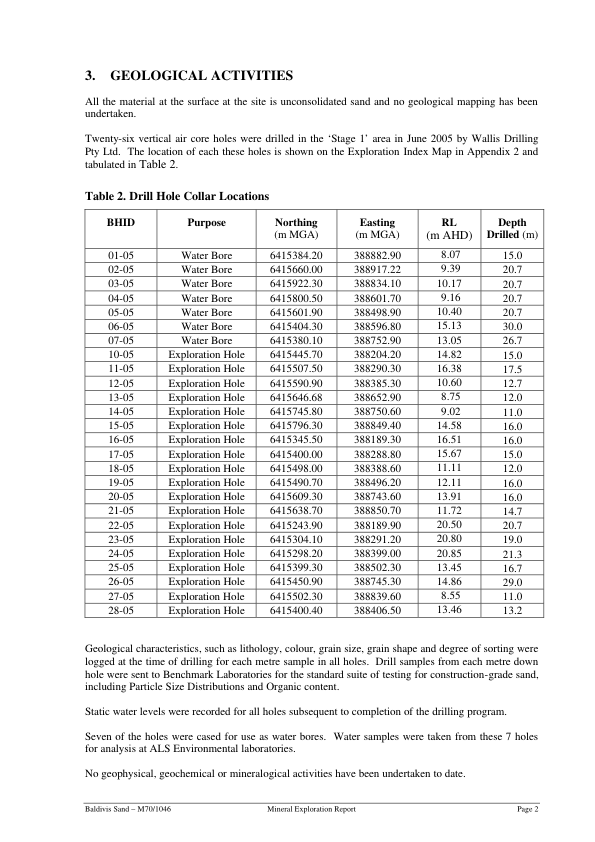 3. GEOLOGICAL ACTIVITIES
All the material at the surface at the site is unconsolidated sand and no geological mapping has been
undertaken.
Twenty-six vertical air core holes were drilled in the ‘Stage 1’ area in June 2005 by Wallis Drilling
Pty Ltd. The location of each these holes is shown on the Exploration Index Map in Appendix 2 and
tabulated in Table 2.
Table 2. Drill Hole Collar Locations
BHID Purpose Northing Easting RL Depth
(m MGA) (m MGA) (m AHD) Drilled (m)
01-05 Water Bore 6415384.20 388882.90 8.07 15.0
02-05 Water Bore 6415660.00 388917.22 9.39 20.7
03-05 Water Bore 6415922.30 388834.10 10.17 20.7
04-05 Water Bore 6415800.50 388601.70 9.16 20.7
05-05 Water Bore 6415601.90 388498.90 10.40 20.7
06-05 Water Bore 6415404.30 388596.80 15.13 30.0
07-05 Water Bore 6415380.10 388752.90 13.05 26.7
10-05 Exploration Hole 6415445.70 388204.20 14.82 15.0
11-05 Exploration Hole 6415507.50 388290.30 16.38 17.5
12-05 Exploration Hole 6415590.90 388385.30 10.60 12.7
13-05 Exploration Hole 6415646.68 388652.90 8.75 12.0
14-05 Exploration Hole 6415745.80 388750.60 9.02 11.0
15-05 Exploration Hole 6415796.30 388849.40 14.58 16.0
16-05 Exploration Hole 6415345.50 388189.30 16.51 16.0
17-05 Exploration Hole 6415400.00 388288.80 15.67 15.0
18-05 Exploration Hole 6415498.00 388388.60 11.11 12.0
19-05 Exploration Hole 6415490.70 388496.20 12.11 16.0
20-05 Exploration Hole 6415609.30 388743.60 13.91 16.0
21-05 Exploration Hole 6415638.70 388850.70 11.72 14.7
22-05 Exploration Hole 6415243.90 388189.90 20.50 20.7
23-05 Exploration Hole 6415304.10 388291.20 20.80 19.0
24-05 Exploration Hole 6415298.20 388399.00 20.85 21.3
25-05 Exploration Hole 6415399.30 388502.30 13.45 16.7
26-05 Exploration Hole 6415450.90 388745.30 14.86 29.0
27-05 Exploration Hole 6415502.30 388839.60 8.55 11.0
28-05 Exploration Hole 6415400.40 388406.50 13.46 13.2
Geological characteristics, such as lithology, colour, grain size, grain shape and degree of sorting were
logged at the time of drilling for each metre sample in all holes. Drill samples from each metre down
hole were sent to Benchmark Laboratories for the standard suite of testing for construction-grade sand,
including Particle Size Distributions and Organic content.
Static water levels were recorded for all holes subsequent to completion of the drilling program.
Seven of the holes were cased for use as water bores. Water samples were taken from these 7 holes
for analysis at ALS Environmental laboratories.
No geophysical, geochemical or mineralogical activities have been undertaken to date.
Baldivis Sand – M70/1046 Mineral Exploration Report Page 2